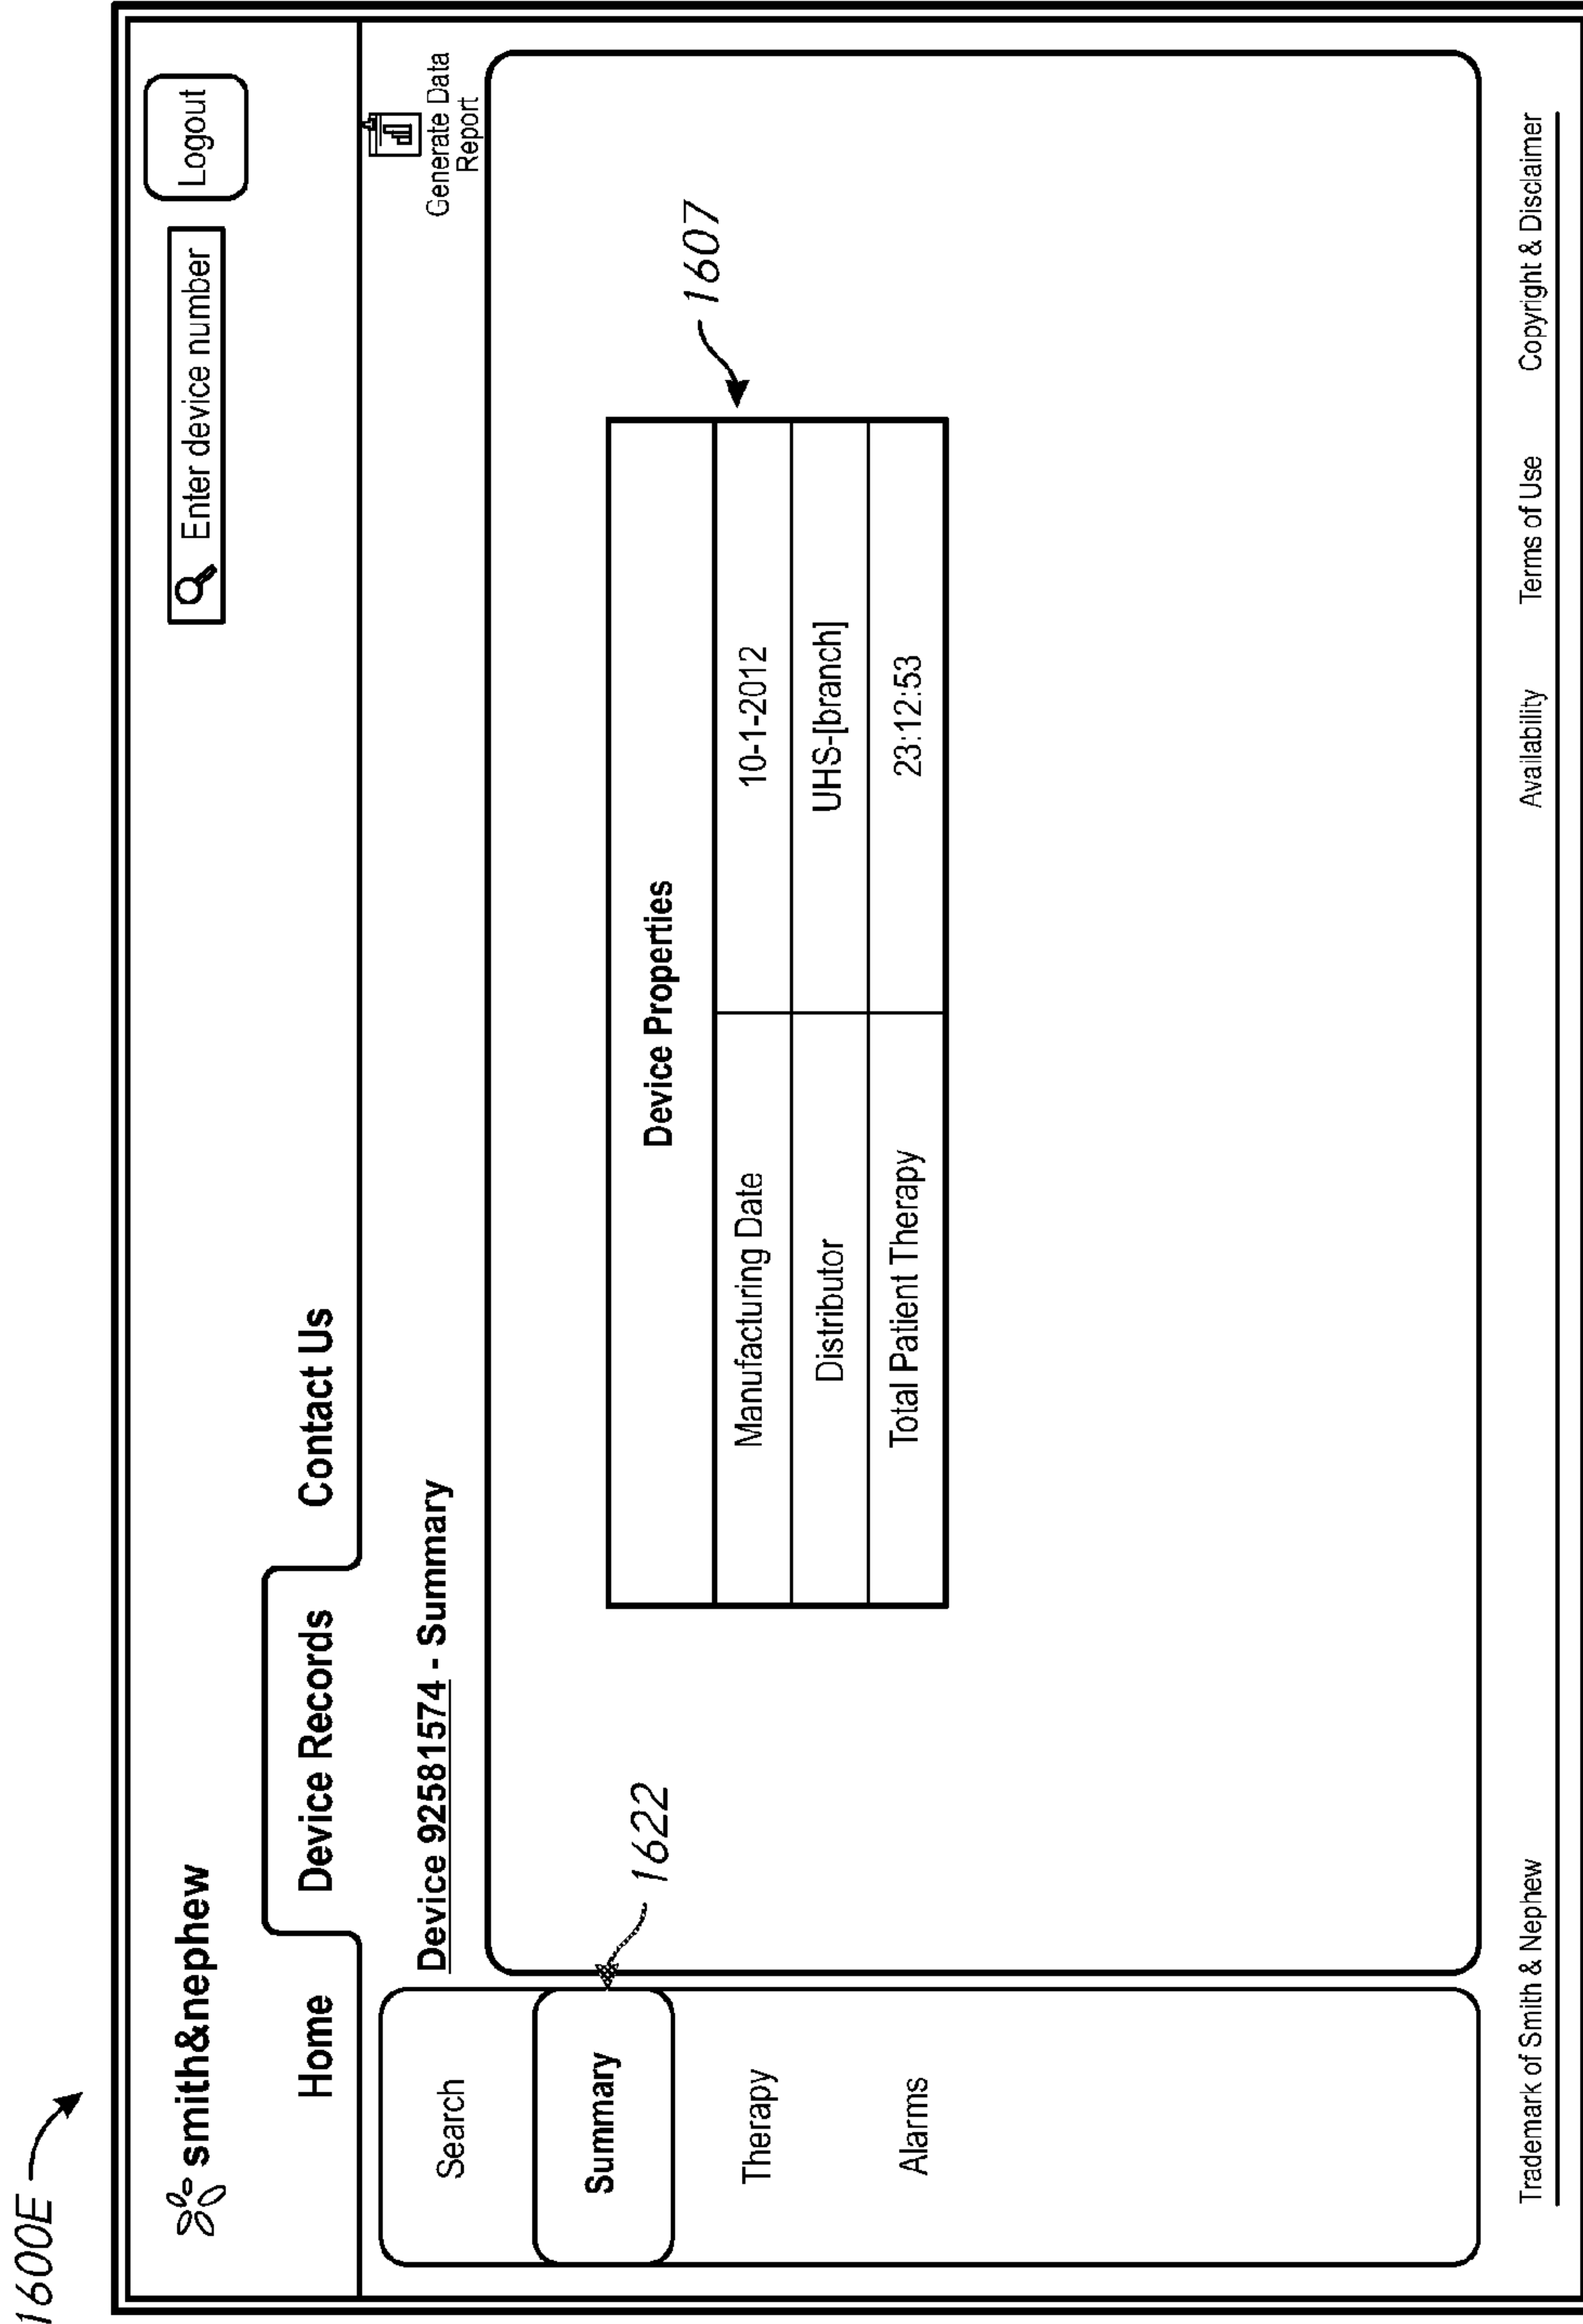 1600E
smith&nephew
Enter device number
Logout
Home Device Records Contact Us
Device 92581574 - Summary
Generate Data
Report
Search
Summary
Therapy
Alarms
1622
1607
Device Properties
Manufacturing Date 10-1-2012
Distributor UHS-[branch]
Total Patient Therapy 23:12:53
Trademark of Smith & Nephew Availability Terms of Use Copyright & Disclaimer